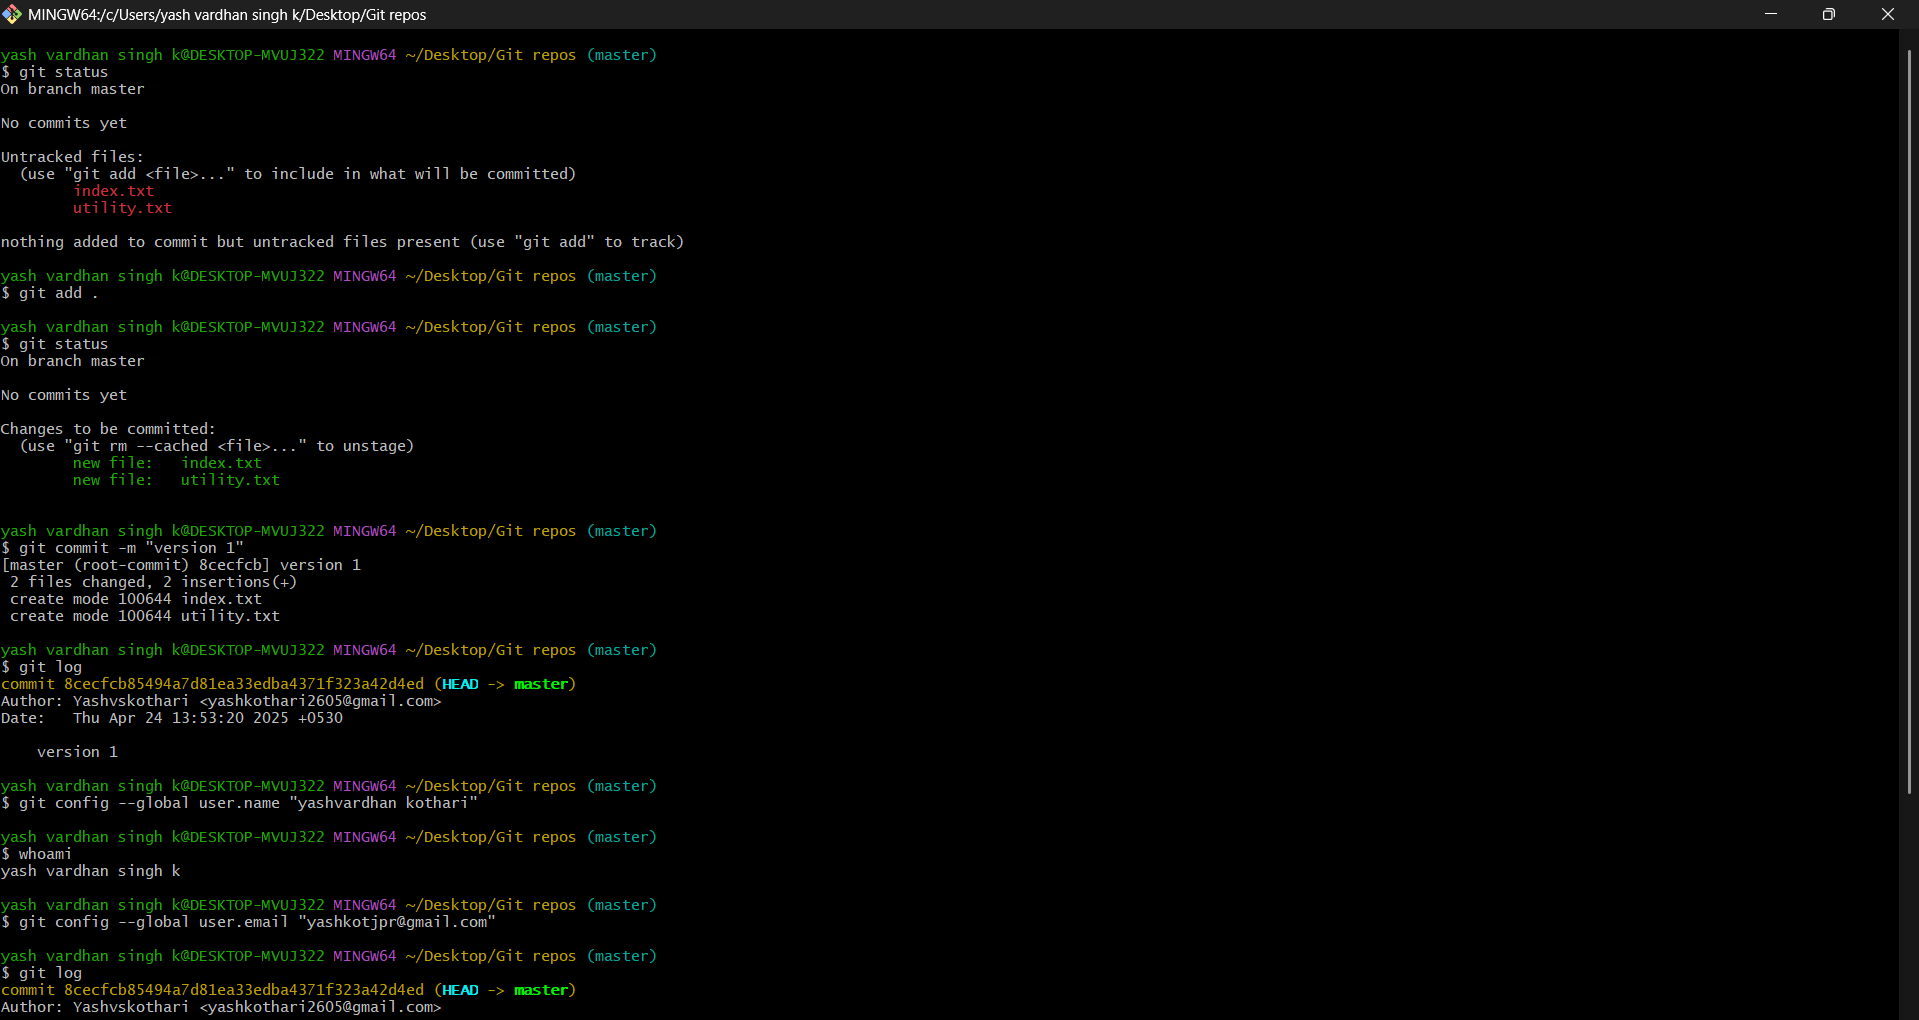 MINGW64:/c/Users/yash vardhan singh k/Desktop/Git repos
yash vardhan singh k@DESKTOP-MVUJ322 MINGW64 ~/Desktop/Git repos (master)
$ git status
On branch master
No commits yet
Untracked files:
  (use "git add <file>..." to include in what will be committed)
        index.txt
        utility.txt
nothing added to commit but untracked files present (use "git add" to track)
yash vardhan singh k@DESKTOP-MVUJ322 MINGW64 ~/Desktop/Git repos (master)
$ git add .
yash vardhan singh k@DESKTOP-MVUJ322 MINGW64 ~/Desktop/Git repos (master)
$ git status
On branch master
No commits yet
Changes to be committed:
  (use "git rm --cached <file>..." to unstage)
        new file:   index.txt
        new file:   utility.txt
yash vardhan singh k@DESKTOP-MVUJ322 MINGW64 ~/Desktop/Git repos (master)
$ git commit -m "version 1"
[master (root-commit) 8cecfcb] version 1
 2 files changed, 2 insertions(+)
 create mode 100644 index.txt
 create mode 100644 utility.txt
yash vardhan singh k@DESKTOP-MVUJ322 MINGW64 ~/Desktop/Git repos (master)
$ git log
commit 8cecfcb85494a7d81ea33edba4371f323a42d4ed (HEAD -> master)
Author: Yashvskothari <yashkothari2605@gmail.com>
Date:   Thu Apr 24 13:53:20 2025 +0530
    version 1
yash vardhan singh k@DESKTOP-MVUJ322 MINGW64 ~/Desktop/Git repos (master)
$ git config --global user.name "yashvardhan kothari"
yash vardhan singh k@DESKTOP-MVUJ322 MINGW64 ~/Desktop/Git repos (master)
$ whoami
yash vardhan singh k
yash vardhan singh k@DESKTOP-MVUJ322 MINGW64 ~/Desktop/Git repos (master)
$ git config --global user.email "yashkotjpr@gmail.com"
yash vardhan singh k@DESKTOP-MVUJ322 MINGW64 ~/Desktop/Git repos (master)
$ git log
commit 8cecfcb85494a7d81ea33edba4371f323a42d4ed (HEAD -> master)
Author: Yashvskothari <yashkothari2605@gmail.com>